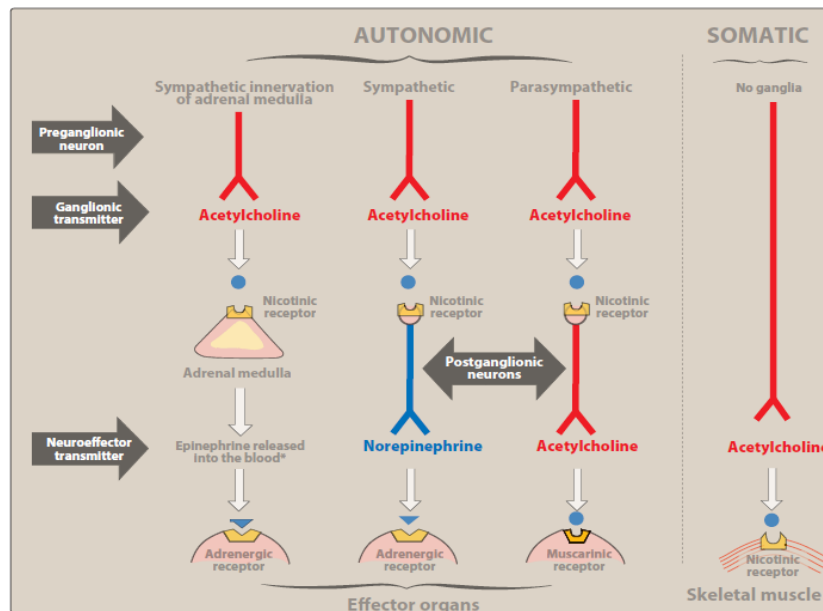 AUTONOMIC
SOMATIC
Sympathetic innervation
of adrenal medulla
Sympathetic
Parasympathetic
No ganglia
Preganglionic
neuron
Ganglionic
transmitter
Acetylcholine
Acetylcholine
Acetylcholine
Nicotinic
receptor
Nicotinic
receptor
Nicotinic
receptor
Adrenal medulla
Postganglionic
neurons
Neuroeffector
transmitter
Epinephrine released
into the blood*
Norepinephrine
Acetylcholine
Acetylcholine
Adrenergic
receptor
Adrenergic
receptor
Muscarinic
receptor
Nicotinic
receptor
Skeletal muscle
Effector organs